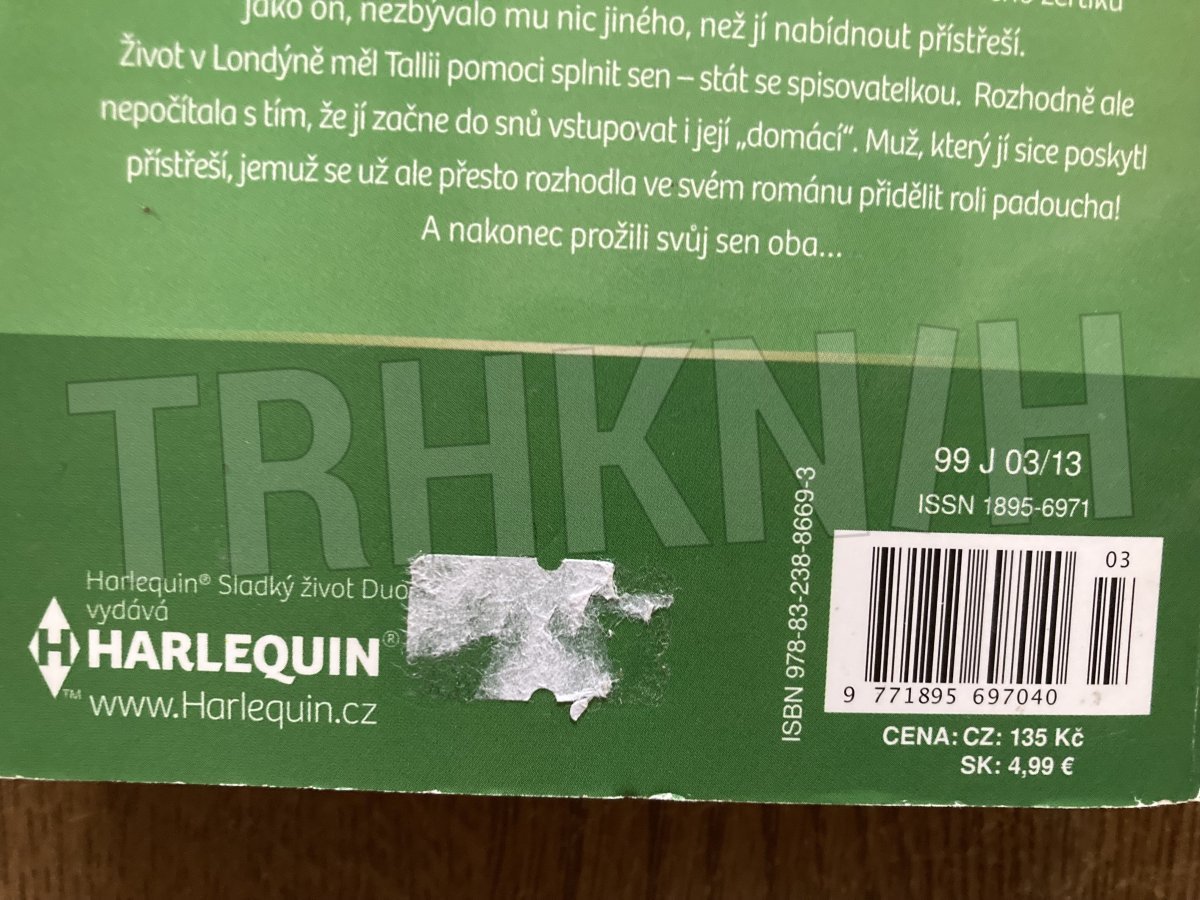 jako on, nezbývalo mu nic jiného, než jí nabídnout přístřeší.
Život v Londýně měl Tallii pomoci splnit sen – stát se spisovatelkou. Rozhodně ale
nepočítala s tím, že jí začne do snů vstupovat i její „domácí“. Muž, který jí sice poskytl
přístřeší, jemuž se už ale přesto rozhodla ve svém románu přidělit roli padoucha!
A nakonec prožili svůj sen oba...
TRHKN/H
99 J 03/13
ISSN 1895-6971
ISBN 978-83-238-8669-3
03
9 771895 697040
CENA: CZ: 135 Kč
SK: 4,99 €
Harlequin® Sladký život Duo
vydává
H HARLEQUIN®
TM
www.Harlequin.cz